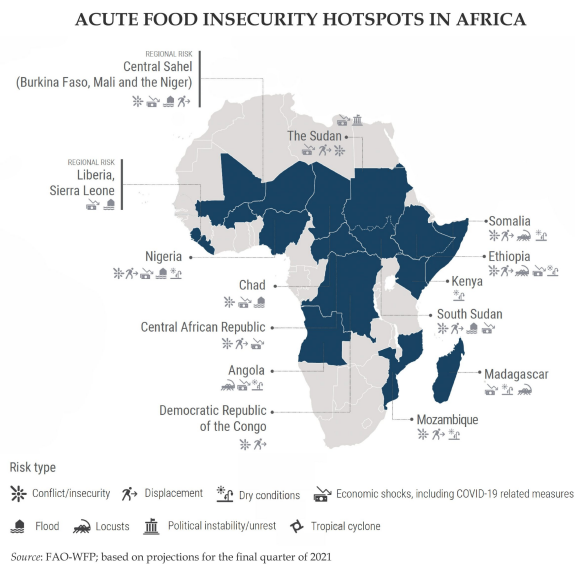 ACUTE FOOD INSECURITY HOTSPOTS IN AFRICA
REGIONAL RISK
Central Sahel
(Burkina Faso, Mali and the Niger)
The Sudan
REGIONAL RISK
Liberia,
Sierra Leone
Somalia
Nigeria
Ethiopia
Chad
Kenya
South Sudan
Central African Republic
Angola
Madagascar
Democratic Republic
of the Congo
Mozambique
Risk type
Conflict/insecurity
Displacement
Dry conditions
Economic shocks, including COVID-19 related measures
Flood
Locusts
Political instability/unrest
Tropical cyclone
Source: FAO-WFP; based on projections for the final quarter of 2021